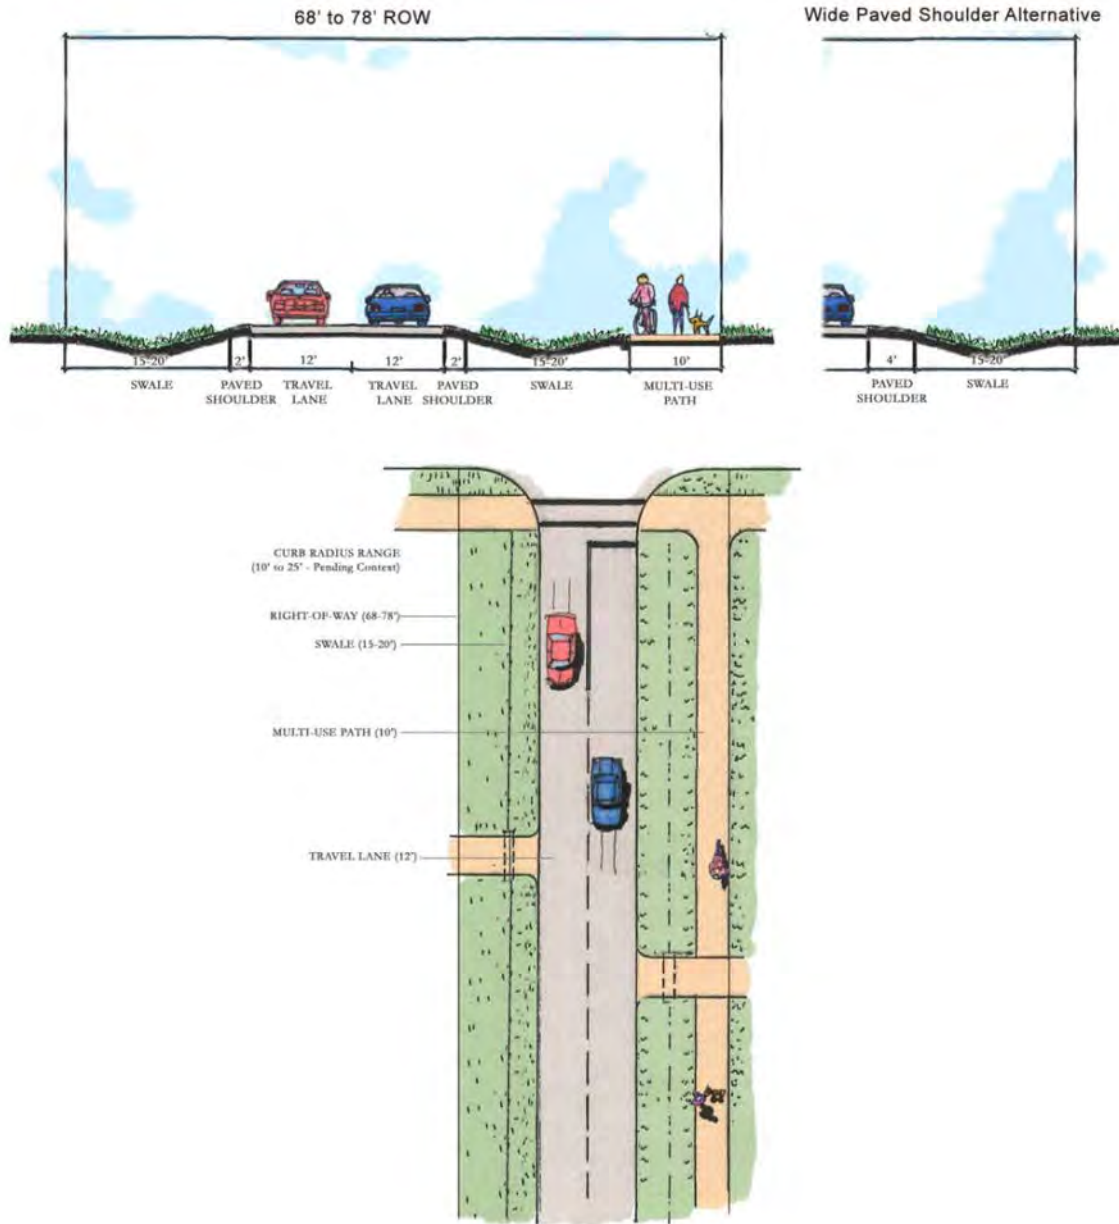 68' to 78' ROW
Wide Paved Shoulder Alternative
15-20' 2' 12' 12' 2' 15-20' 10'
SWALE PAVED TRAVEL TRAVEL PAVED SWALE MULTI-USE
SHOULDER LANE LANE SHOULDER PATH
4' 15-20'
PAVED SWALE
SHOULDER
CURB RADIUS RANGE
(10' to 25' - Pending Context)
RIGHT-OF-WAY (68-78')
SWALE (15-20')
MULTI-USE PATH (10')
TRAVEL LANE (12')